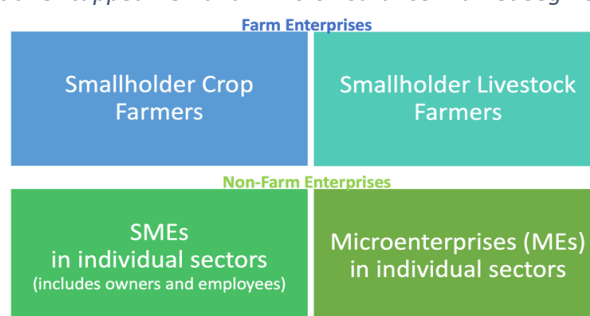 Farm Enterprises
Smallholder Crop
Farmers
Smallholder Livestock
Farmers
Non-Farm Enterprises
SMEs
in individual sectors
(includes owners and employees)
Microenterprises (MEs)
in individual sectors